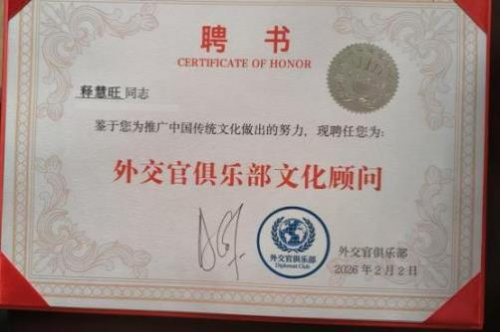 聘书
CERTIFICATE OF HONOR
释慧旺同志
鉴于您为推广中国传统文化做出的努力, 现聘任您为:
外交官俱乐部文化顾问
外交官俱乐部
Diplomat Club
外交官俱乐部
2026年2月2日